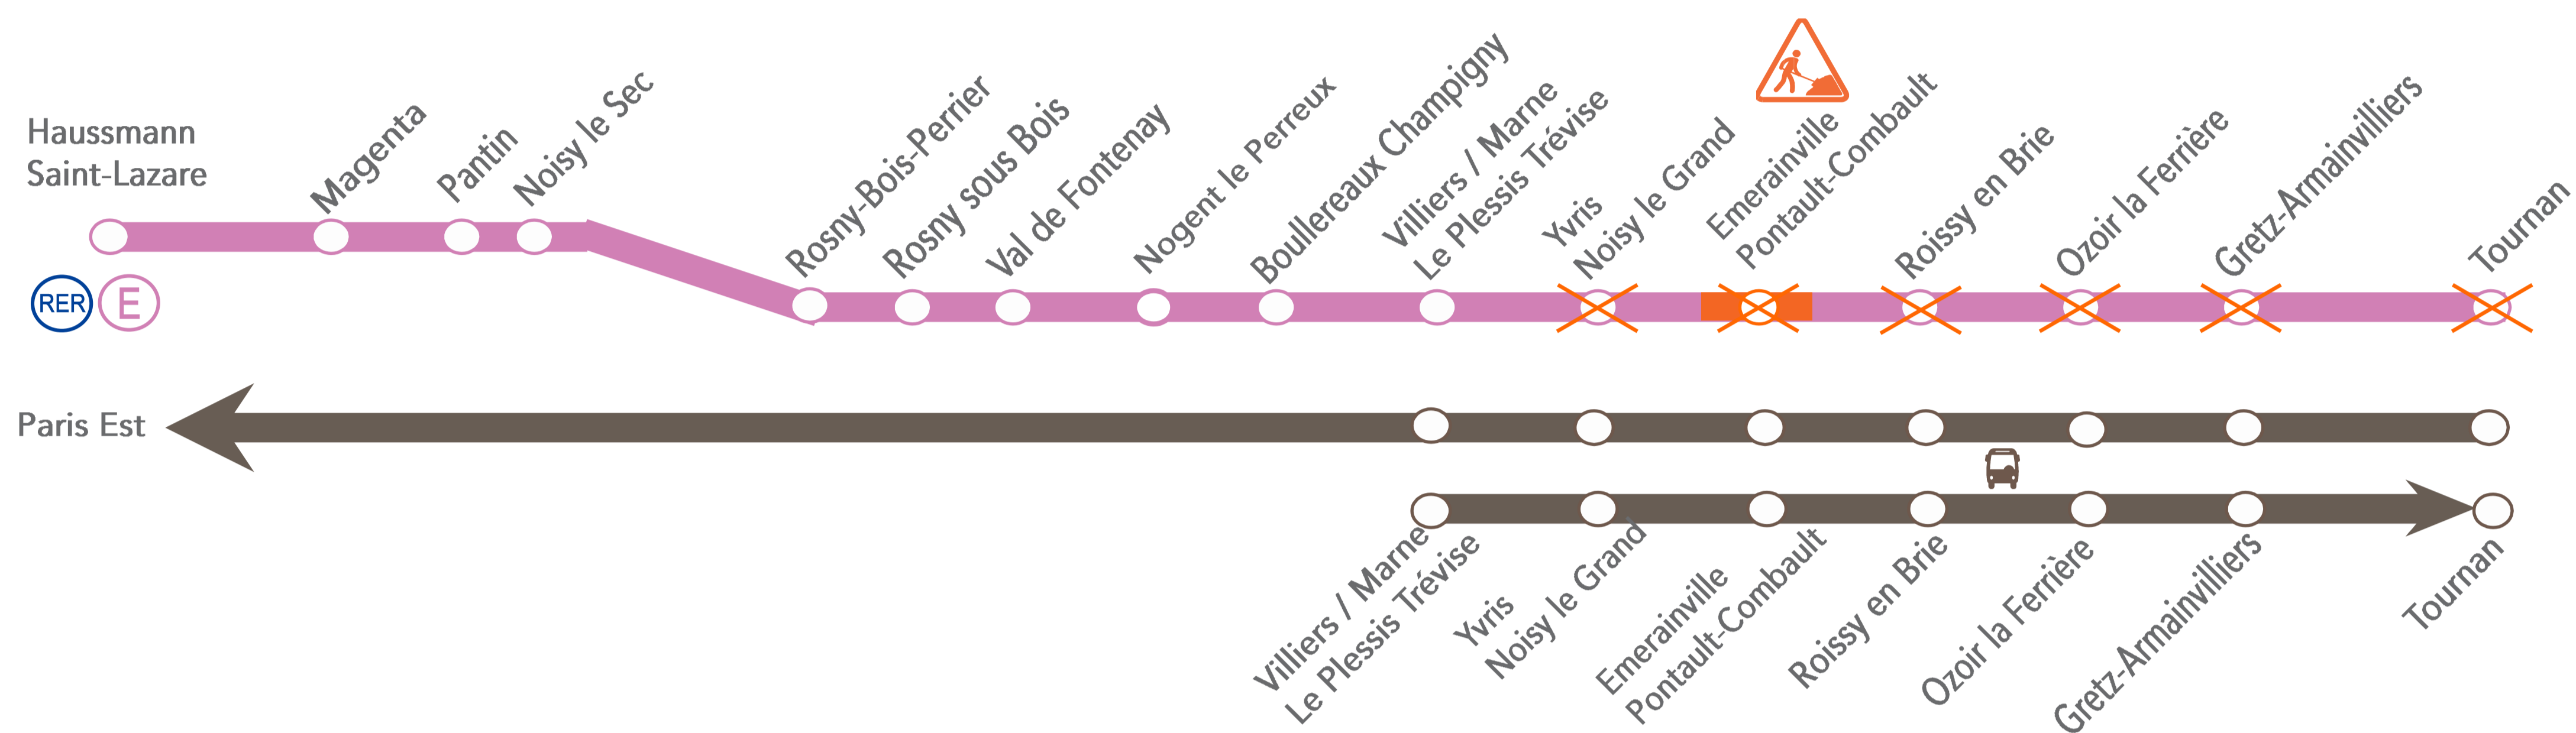 Haussmann
Saint-Lazare
Magenta
Pantin
Noisy le Sec
Rosny-Bois-Perrier
Rosny sous Bois
Val de Fontenay
Nogent le Perreux
Boullereaux Champigny
Villiers / Marne
Le Plessis Trévise
Yvris
Noisy le Grand
Emerainville
Pontault-Combault
Roissy en Brie
Ozoir la Ferrière
Gretz-Armainvilliers
Tournan
RER
E
Paris Est
Villiers / Marne
Le Plessis Trévise
Yvris
Noisy le Grand
Emerainville
Pontault-Combault
Roissy en Brie
Ozoir la Ferrière
Gretz-Armainvilliers
Tournan